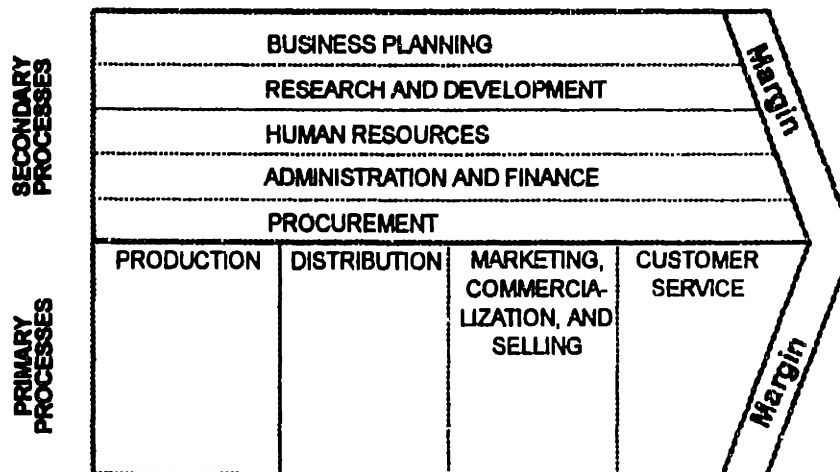 SECONDARY
PROCESSES
BUSINESS PLANNING
RESEARCH AND DEVELOPMENT
HUMAN RESOURCES
ADMINISTRATION AND FINANCE
PROCUREMENT
Margin
PRIMARY
PROCESSES
PRODUCTION
DISTRIBUTION
MARKETING,
COMMERCIA-
LIZATION, AND
SELLING
CUSTOMER
SERVICE
Margin